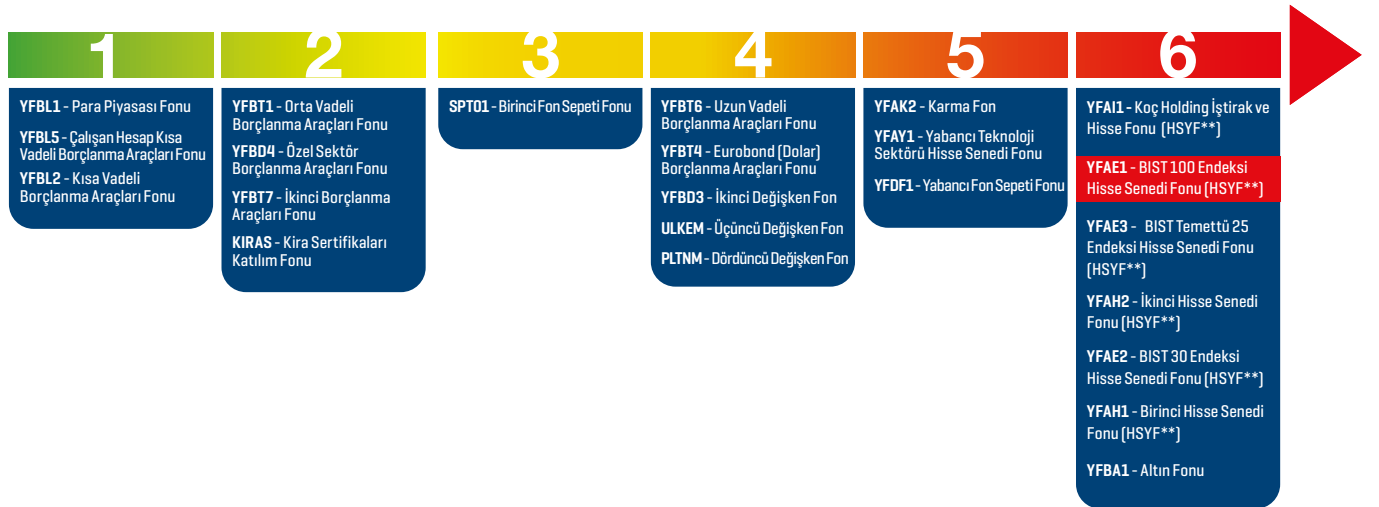 1
YFBL1 - Para Piyasası Fonu
YFBL5 - Çalışan Hesap Kısa
Vadeli Borçlanma Araçları Fonu
YFBL2 - Kısa Vadeli
Borçlanma Araçları Fonu
2
YFBT1 - Orta Vadeli
Borçlanma Araçları Fonu
YFBD4 - Özel Sektör
Borçlanma Araçları Fonu
YFBT7 - İkinci Borçlanma
Araçları Fonu
KIRAS - Kira Sertifikaları
Katılım Fonu
3
SPT01 - Birinci Fon Sepeti Fonu
4
YFBT6 - Uzun Vadeli
Borçlanma Araçları Fonu
YFBT4 - Eurobond (Dolar)
Borçlanma Araçları Fonu
YFBD3 - İkinci Değişken Fon
ULKEM - Üçüncü Değişken Fon
PLTNM - Dördüncü Değişken Fon
5
YFAK2 - Karma Fon
YFAY1 - Yabancı Teknoloji
Sektörü Hisse Senedi Fonu
YFDF1 - Yabancı Fon Sepeti Fonu
6
YFAI1 - Koç Holding İştirak ve
Hisse Fonu (HSYF**)
YFAE1 - BIST 100 Endeksi
Hisse Senedi Fonu (HSYF**)
YFAE3 - BIST Temettü 25
Endeksi Hisse Senedi Fonu
(HSYF**)
YFAH2 - İkinci Hisse Senedi
Fonu (HSYF**)
YFAE2 - BIST 30 Endeksi
Hisse Senedi Fonu (HSYF**)
YFAH1 - Birinci Hisse Senedi
Fonu (HSYF**)
YFBA1 - Altın Fonu